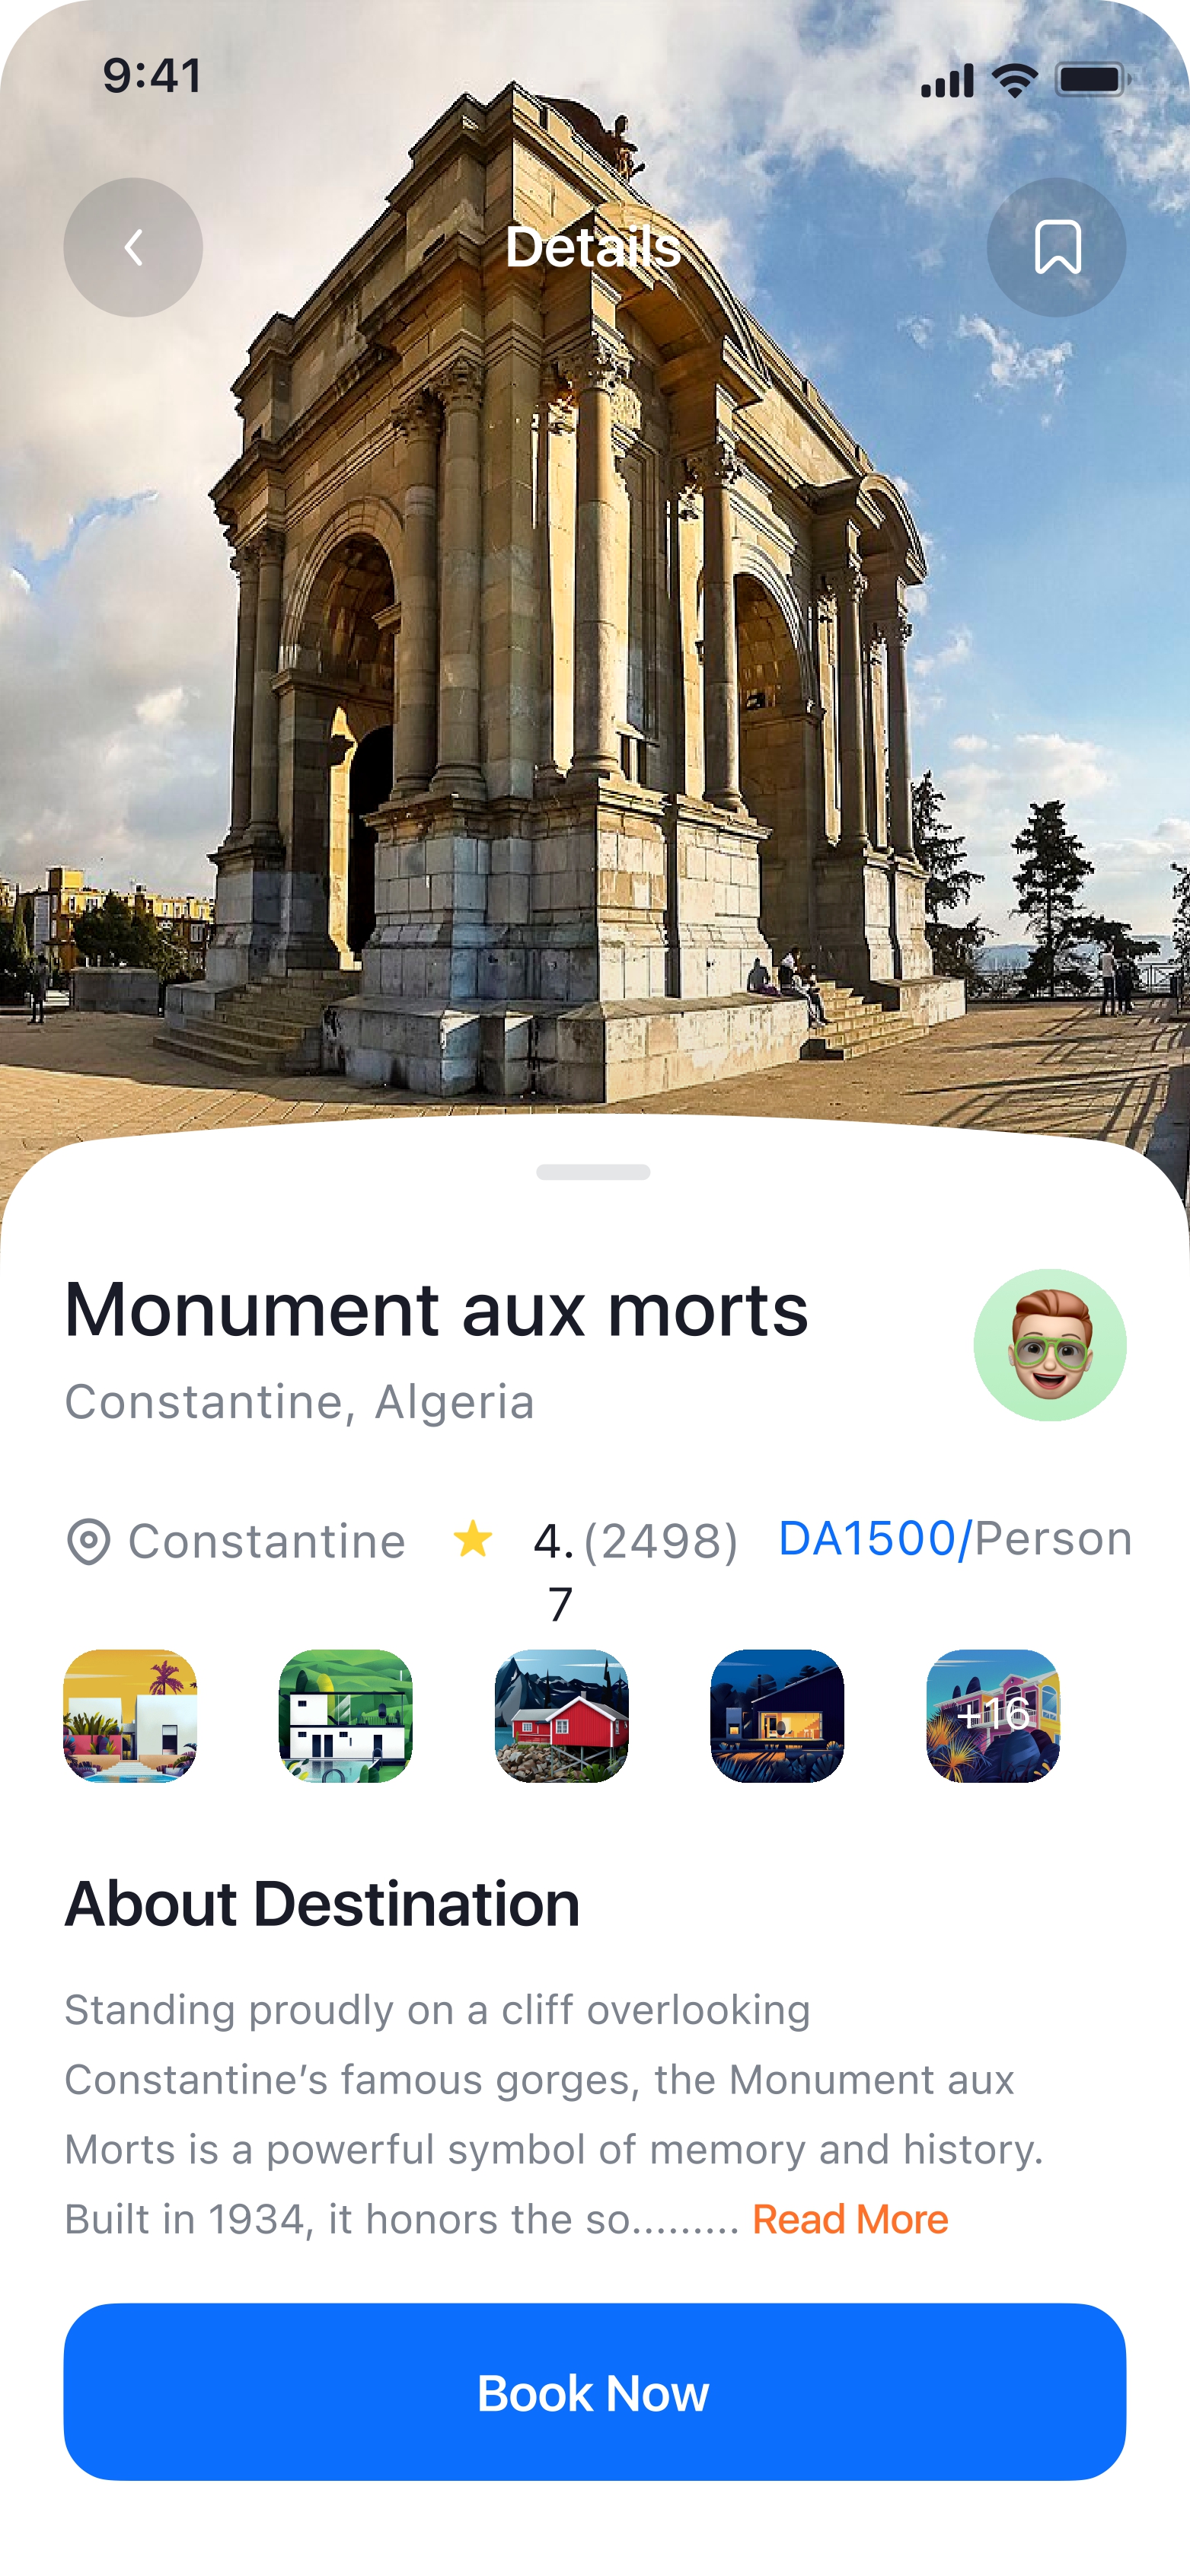 9:41
Details
Monument aux morts
Constantine, Algeria
Constantine 4. (2498) DA1500/Person
7
+16
About Destination
Standing proudly on a cliff overlooking
Constantine’s famous gorges, the Monument aux
Morts is a powerful symbol of memory and history.
Built in 1934, it honors the so......... Read More
Book Now